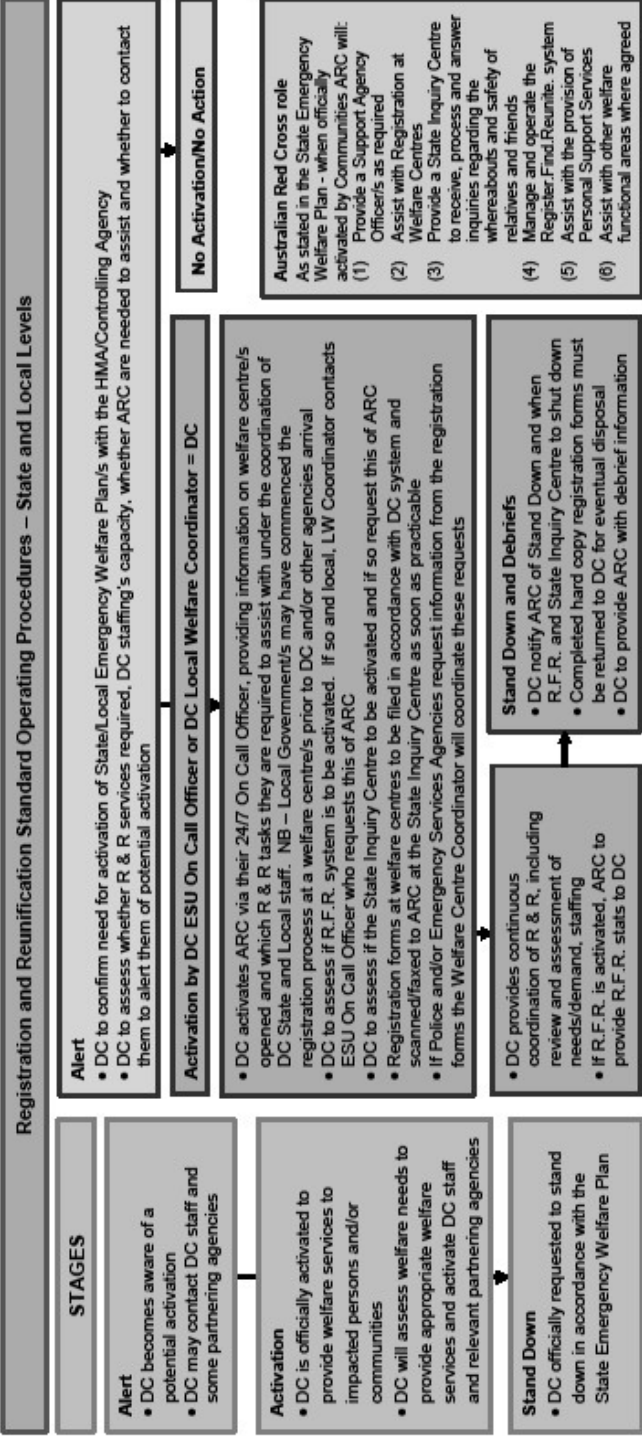 Registration and Reunification Standard Operating Procedures – State and Local Levels
STAGES
Alert
• DC becomes aware of a
potential activation
• DC may contact DC staff and
some partnering agencies
Activation
• DC is officially activated to
provide welfare services to
impacted persons and/or
communities
• DC will assess welfare needs to
provide appropriate welfare
services and activate DC staff
and relevant partnering agencies
Stand Down
• DC officially requested to stand
down in accordance with the
State Emergency Welfare Plan
Alert
• DC to confirm need for activation of State/Local Emergency Welfare Plan/s with the HMA/Controlling Agency
• DC to assess whether R & R services required, DC staffing's capacity, whether ARC are needed to assist and whether to contact
them to alert them of potential activation
Activation by DC ESU On Call Officer or DC Local Welfare Coordinator = DC
No Activation/No Action
• DC activates ARC via their 24/7 On Call Officer, providing information on welfare centre/s
opened and which R & R tasks they are required to assist with under the coordination of
DC State and Local staff. NB – Local Government/s may have commenced the
registration process at a welfare centre/s prior to DC and/or other agencies arrival
• DC to assess if R.F.R. system is to be activated. If so and local, LW Coordinator contacts
ESU On Call Officer who requests this of ARC
• DC to assess if the State Inquiry Centre to be activated and if so request this of ARC
• Registration forms at welfare centres to be filed in accordance with DC system and
scanned/faxed to ARC at the State Inquiry Centre as soon as practicable
• If Police and/or Emergency Services Agencies request information from the registration
forms the Welfare Centre Coordinator will coordinate these requests
• DC provides continuous
coordination of R & R, including
review and assessment of
needs/demand, staffing
• If R.F.R. is activated, ARC to
provide R.F.R. stats to DC
Stand Down and Debriefs
• DC notify ARC of Stand Down and when
R.F.R. and State Inquiry Centre to shut down
• Completed hard copy registration forms must
be returned to DC for eventual disposal
• DC to provide ARC with debrief information
Australian Red Cross role
As stated in the State Emergency
Welfare Plan - when officially
activated by Communities ARC will:
(1) Provide a Support Agency
Officer/s as required
(2) Assist with Registration at
Welfare Centres
(3) Provide a State Inquiry Centre
to receive, process and answer
inquiries regarding the
whereabouts and safety of
relatives and friends
(4) Manage and operate the
Register.Find.Reunite. system
(5) Assist with the provision of
Personal Support Services
(6) Assist with other welfare
functional areas where agreed